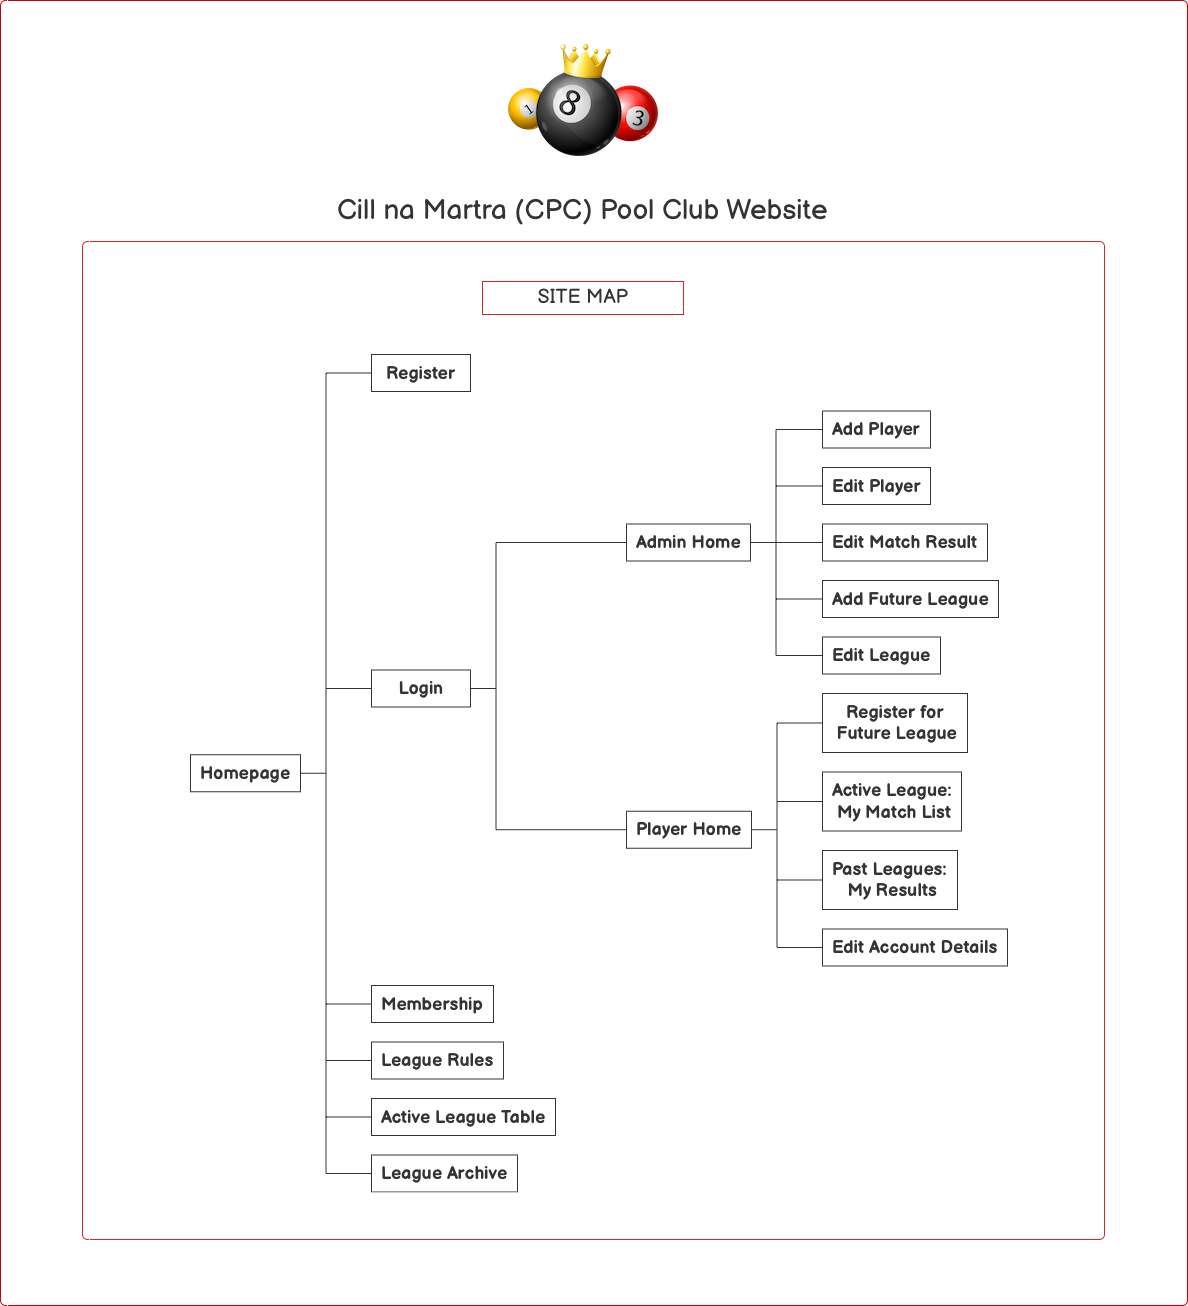 1
8
3
Cill na Martra (CPC) Pool Club Website
SITE MAP
Register
Add Player
Edit Player
Admin Home
Edit Match Result
Add Future League
Edit League
Login
Register for
Future League
Homepage
Active League:
My Match List
Player Home
Past Leagues:
My Results
Edit Account Details
Membership
League Rules
Active League Table
League Archive